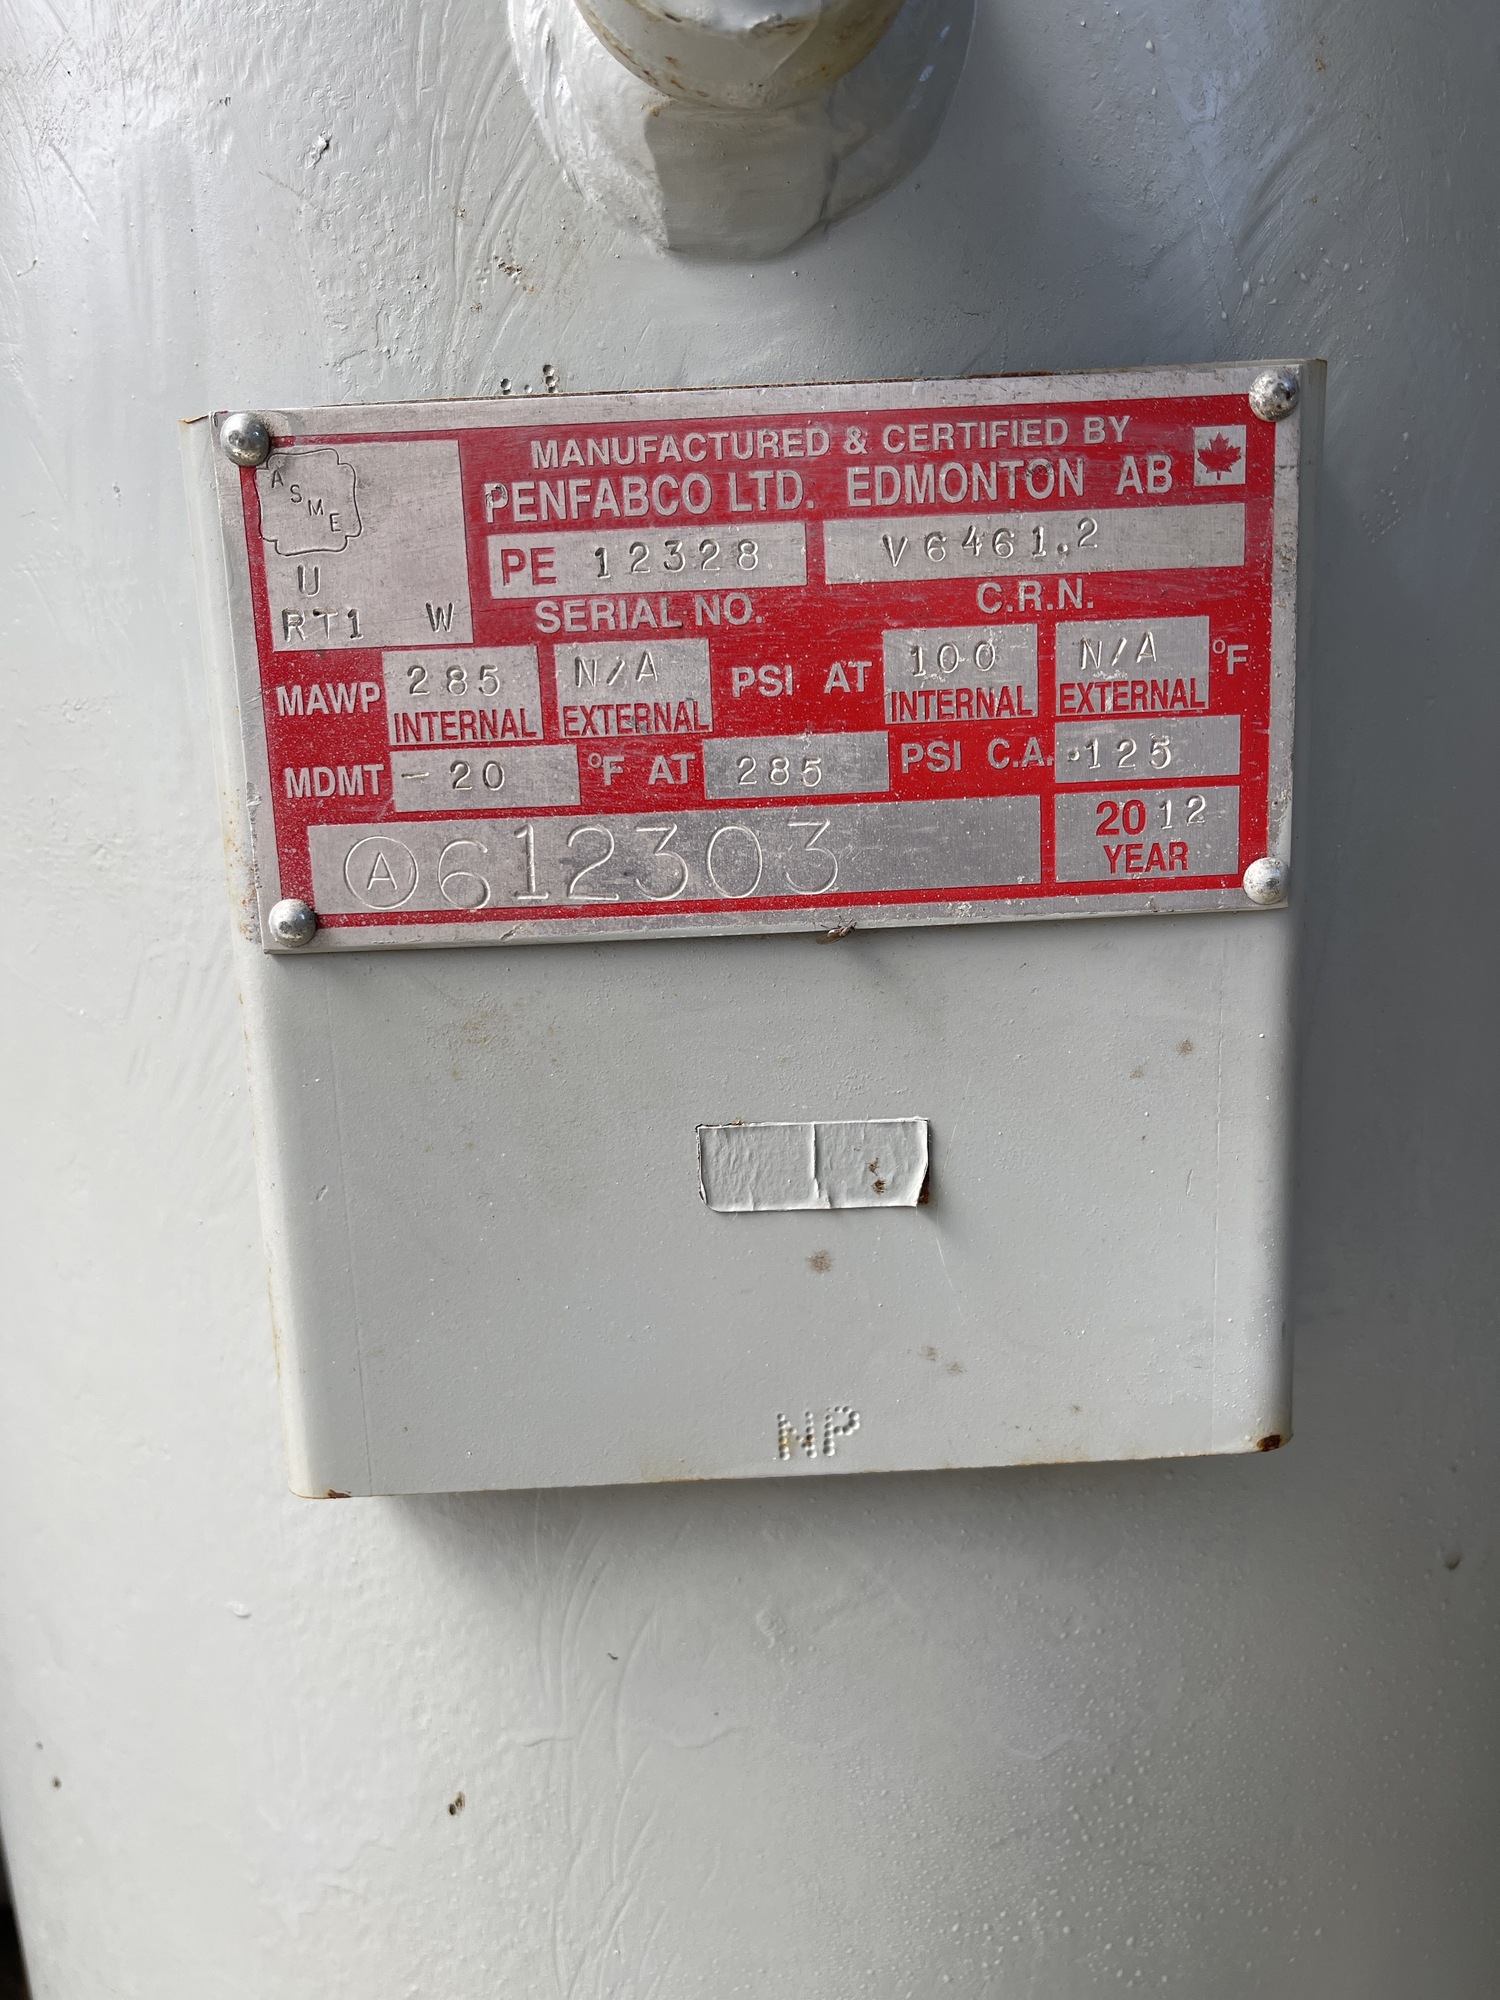 MANUFACTURED & CERTIFIED BY
PENFABCO LTD. EDMONTON AB
ASME
U
RT1 W
PE 12328 V6461.2
SERIAL NO. C.R.N.
MAWP 285 N/A PSI AT 100 N/A °F
INTERNAL EXTERNAL INTERNAL EXTERNAL
MDMT -20 °F AT 285 PSI C.A. .125
A 612303 2012
YEAR
NP